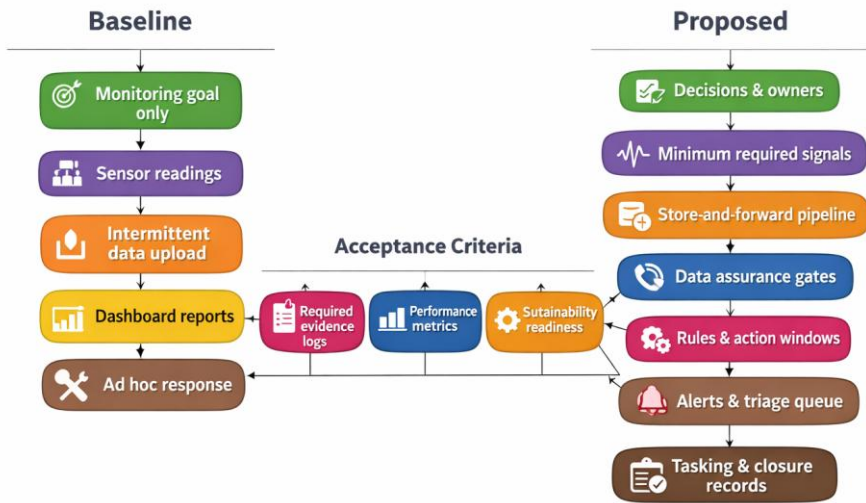 Baseline
Monitoring goal
only
Sensor readings
Intermittent
data upload
Dashboard reports
Ad hoc response
Acceptance Criteria
Required
evidence
logs
Performance
metrics
Sutainability
readiness
Proposed
Decisions & owners
Minimum required signals
Store-and-forward pipeline
Data assurance gates
Rules & action windows
Alerts & triage queue
Tasking & closure
records